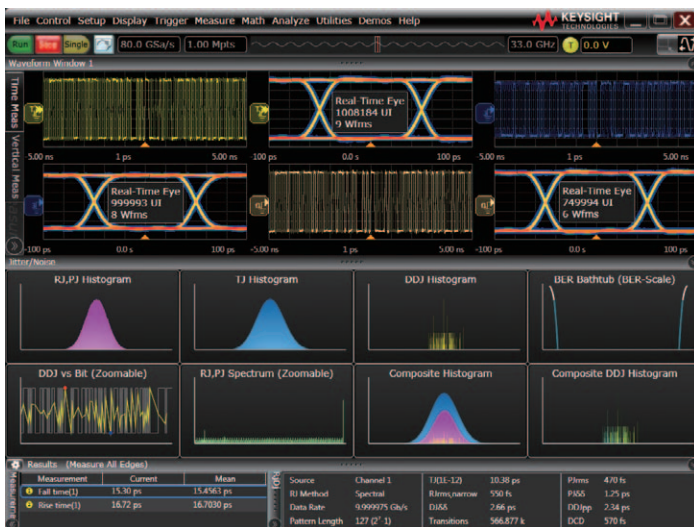 File Control Setup Display Trigger Measure Math Analyze Utilities Demos Help
KEYSIGHT
TECHNOLOGIES
Run Stop Single 80.0 GSa/s 1.00 Mpts 33.0 GHz T 0.0 V
Waveform Window 1
Time Meas
Vertical Meas
Real-Time Eye
1008184 UI
9 Wfms
-5.00 ns 1 ps 5.00 ns -100 ps 0.0 s 100 ps -5.00 ns 1 ps 5.00 ns
Real-Time Eye
999993 UI
8 Wfms
Real-Time Eye
749994 UI
6 Wfms
-100 ps 0.0 s 100 ps -5.00 ns 1 ps 5.00 ns -100 ps 0.0 s 100 ps
Jitter/Noise
RJ,PJ Histogram TJ Histogram DDJ Histogram BER Bathtub (BER-Scale)
DDJ vs Bit (Zoomable) RJ,PJ Spectrum (Zoomable) Composite Histogram Composite DDJ Histogram
Results (Measure All Edges)
Measurement Current Mean
Fall time(1) 15.30 ps 15.4563 ps
Rise time(1) 16.72 ps 16.7030 ps
Source Channel 1 TJ(1E-12) 10.38 ps PJrms 470 fs
RJ Method Spectral RJrms,narrow 550 fs PJδδ 1.25 ps
Data Rate 9.999975 Gb/s DJδδ 2.66 ps DDJpp 2.34 ps
Pattern Length 127 (2⁷-1) Transitions 566.877 k DCD 570 fs